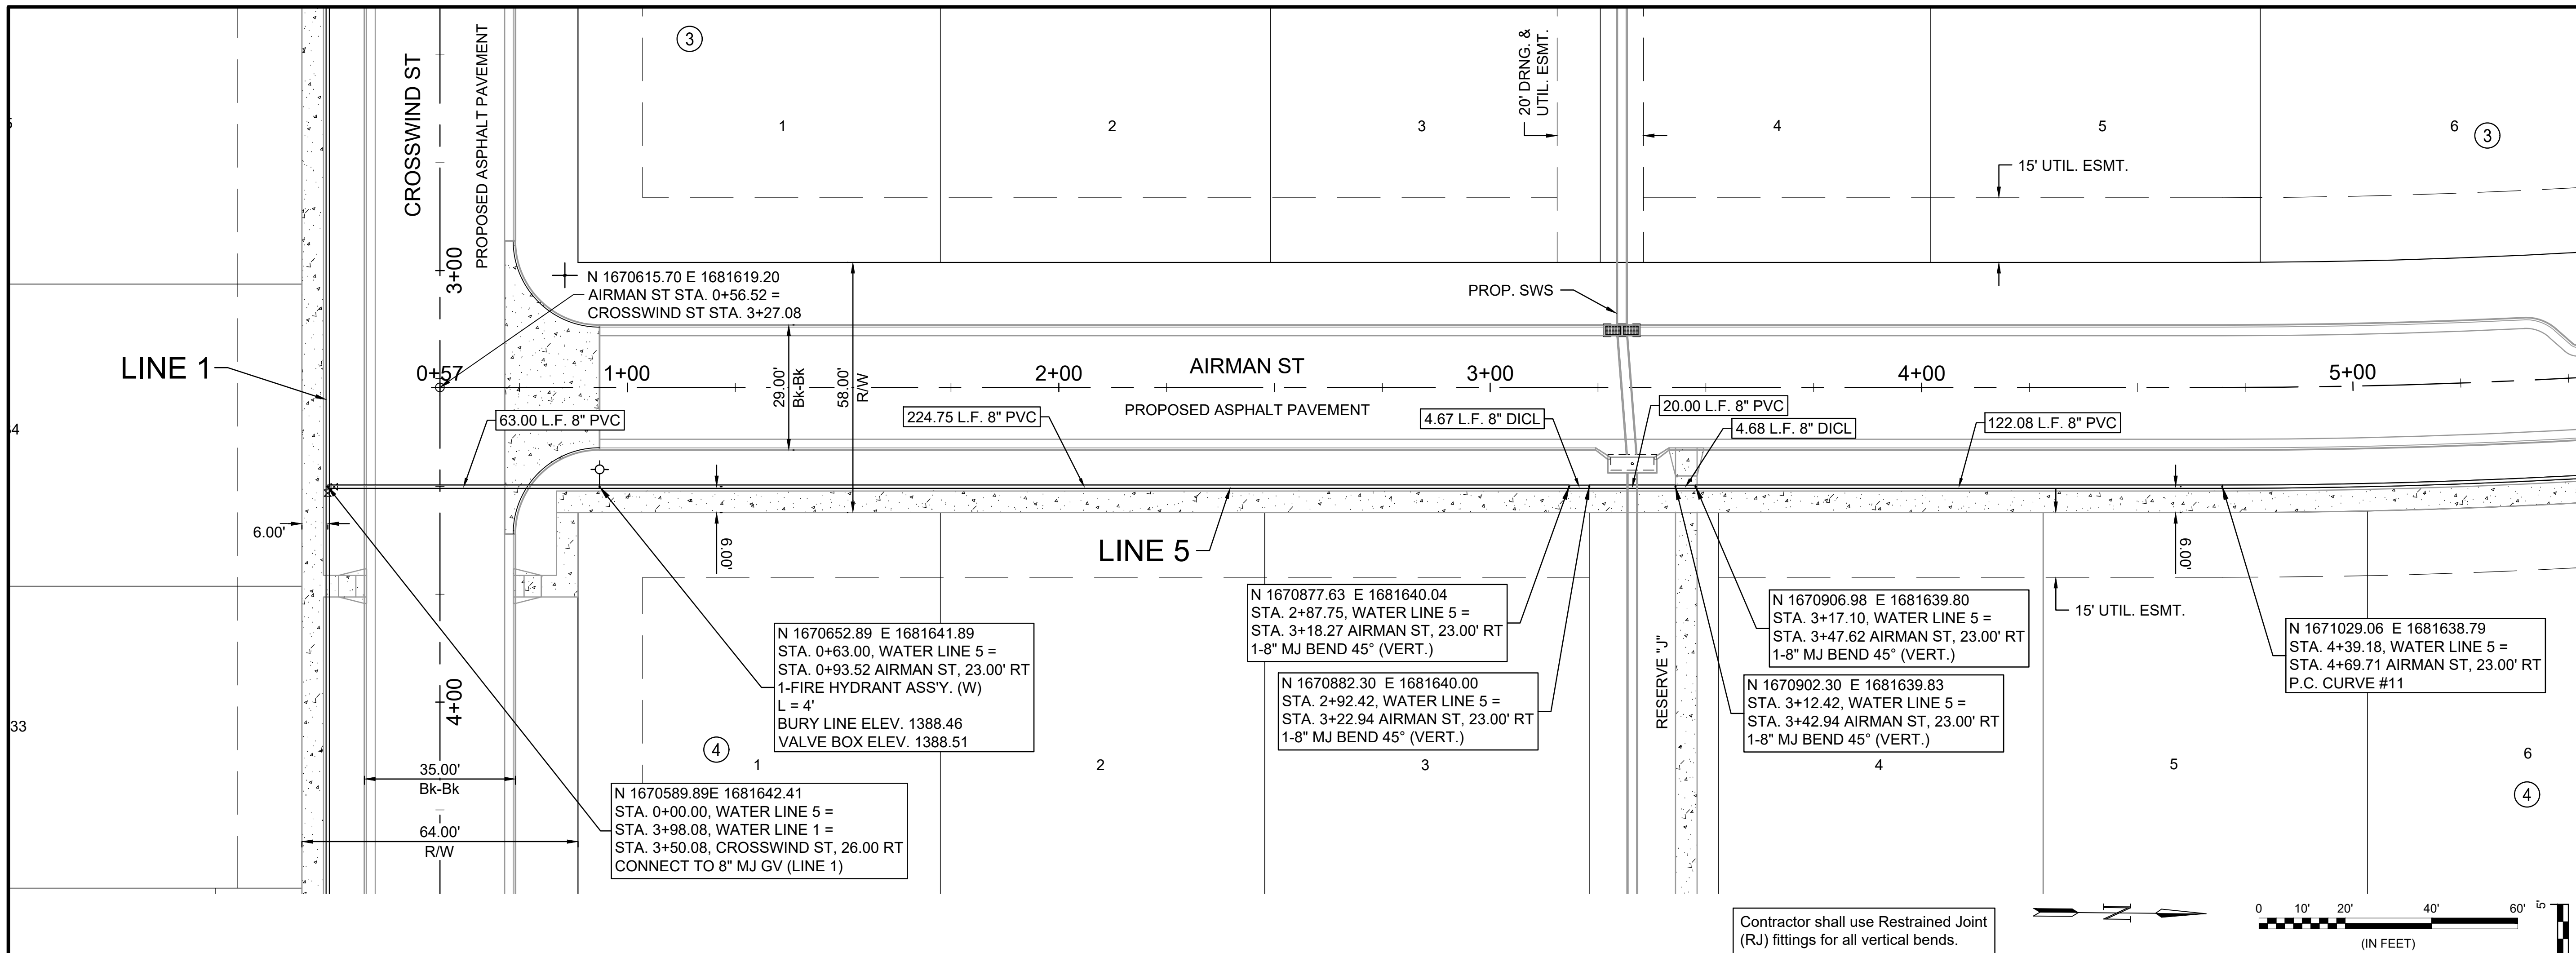 CROSSWIND ST
PROPOSED ASPHALT PAVEMENT
3+00
4+00
3
1
2
3
20' DRNG. &
UTIL. ESMT.
4
5
6
3
15' UTIL. ESMT.
N 1670615.70 E 1681619.20
AIRMAN ST STA. 0+56.52 =
CROSSWIND ST STA. 3+27.08
PROP. SWS
LINE 1
0+57
1+00
2+00
AIRMAN ST
3+00
4+00
5+00
29.00'
Bk-Bk
58.00'
R/W
PROPOSED ASPHALT PAVEMENT
63.00 L.F. 8" PVC
224.75 L.F. 8" PVC
4.67 L.F. 8" DICL
20.00 L.F. 8" PVC
4.68 L.F. 8" DICL
122.08 L.F. 8" PVC
6.00'
6.00'
LINE 5
6.00'
15' UTIL. ESMT.
N 1670652.89 E 1681641.89
STA. 0+63.00, WATER LINE 5 =
STA. 0+93.52 AIRMAN ST, 23.00' RT
1-FIRE HYDRANT ASS'Y. (W)
L = 4'
BURY LINE ELEV. 1388.46
VALVE BOX ELEV. 1388.51
N 1670877.63 E 1681640.04
STA. 2+87.75, WATER LINE 5 =
STA. 3+18.27 AIRMAN ST, 23.00' RT
1-8" MJ BEND 45° (VERT.)
N 1670882.30 E 1681640.00
STA. 2+92.42, WATER LINE 5 =
STA. 3+22.94 AIRMAN ST, 23.00' RT
1-8" MJ BEND 45° (VERT.)
RESERVE "J"
N 1670906.98 E 1681639.80
STA. 3+17.10, WATER LINE 5 =
STA. 3+47.62 AIRMAN ST, 23.00' RT
1-8" MJ BEND 45° (VERT.)
N 1670902.30 E 1681639.83
STA. 3+12.42, WATER LINE 5 =
STA. 3+42.94 AIRMAN ST, 23.00' RT
1-8" MJ BEND 45° (VERT.)
N 1671029.06 E 1681638.79
STA. 4+39.18, WATER LINE 5 =
STA. 4+69.71 AIRMAN ST, 23.00' RT
P.C. CURVE #11
33
4
1
2
3
4
5
6
4
35.00'
Bk-Bk
64.00'
R/W
N 1670589.89E 1681642.41
STA. 0+00.00, WATER LINE 5 =
STA. 3+98.08, WATER LINE 1 =
STA. 3+50.08, CROSSWIND ST, 26.00 RT
CONNECT TO 8" MJ GV (LINE 1)
Contractor shall use Restrained Joint
(RJ) fittings for all vertical bends.
N
0 10' 20' 40' 60'
(IN FEET)
5'